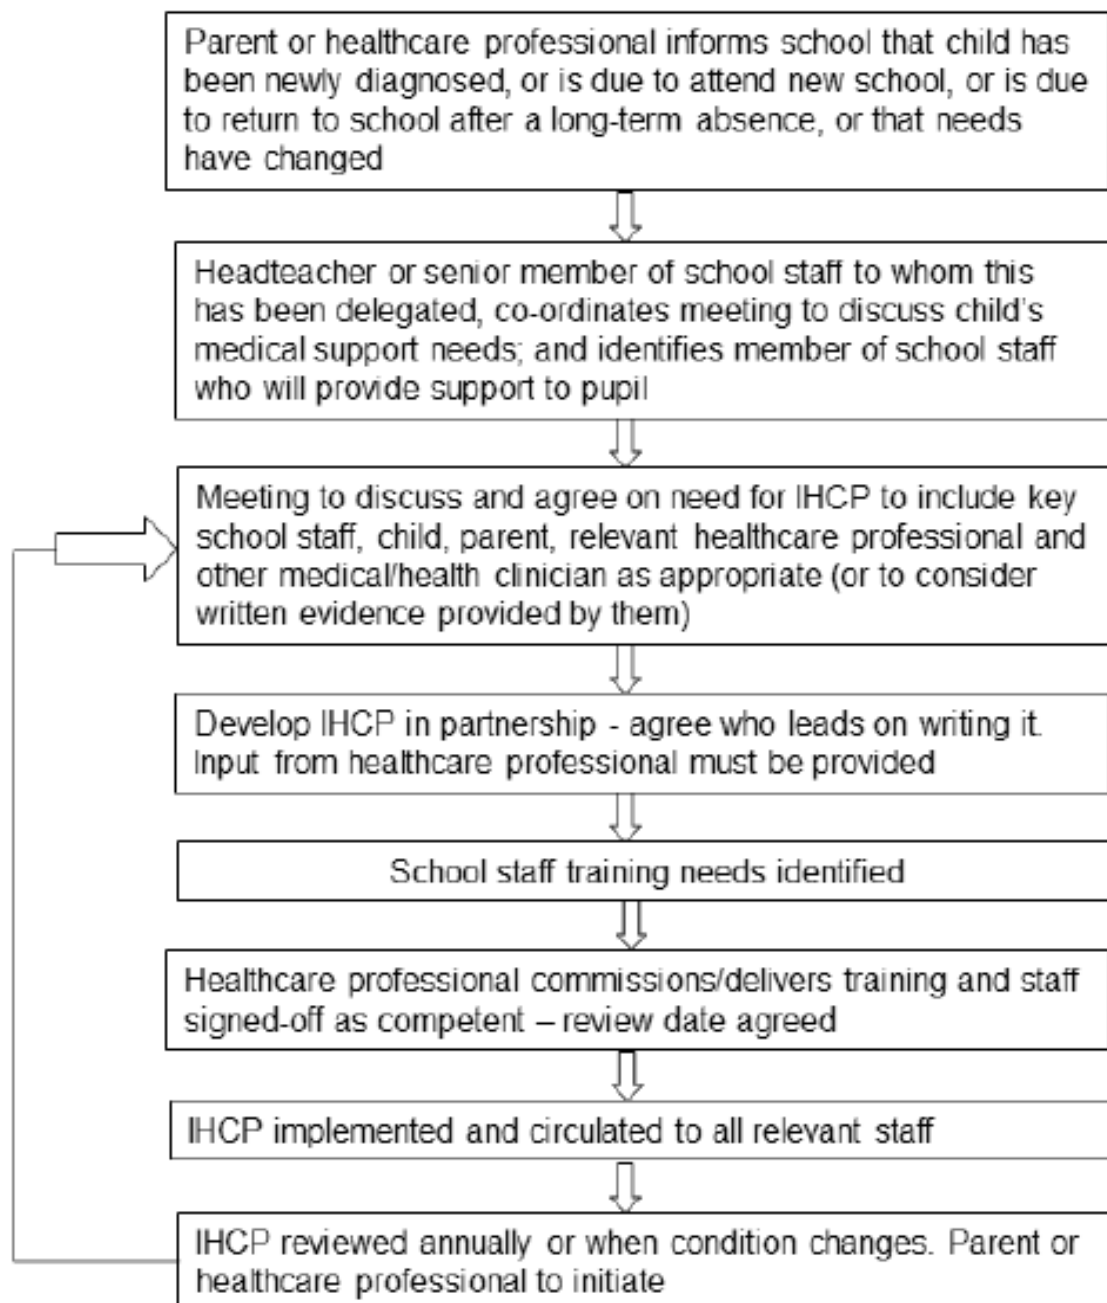 Parent or healthcare professional informs school that child has
been newly diagnosed, or is due to attend new school, or is due
to return to school after a long-term absence, or that needs
have changed
Headteacher or senior member of school staff to whom this
has been delegated, co-ordinates meeting to discuss child's
medical support needs; and identifies member of school staff
who will provide support to pupil
Meeting to discuss and agree on need for IHCP to include key
school staff, child, parent, relevant healthcare professional and
other medical/health clinician as appropriate (or to consider
written evidence provided by them)
Develop IHCP in partnership - agree who leads on writing it.
Input from healthcare professional must be provided
School staff training needs identified
Healthcare professional commissions/delivers training and staff
signed-off as competent – review date agreed
IHCP implemented and circulated to all relevant staff
IHCP reviewed annually or when condition changes. Parent or
healthcare professional to initiate